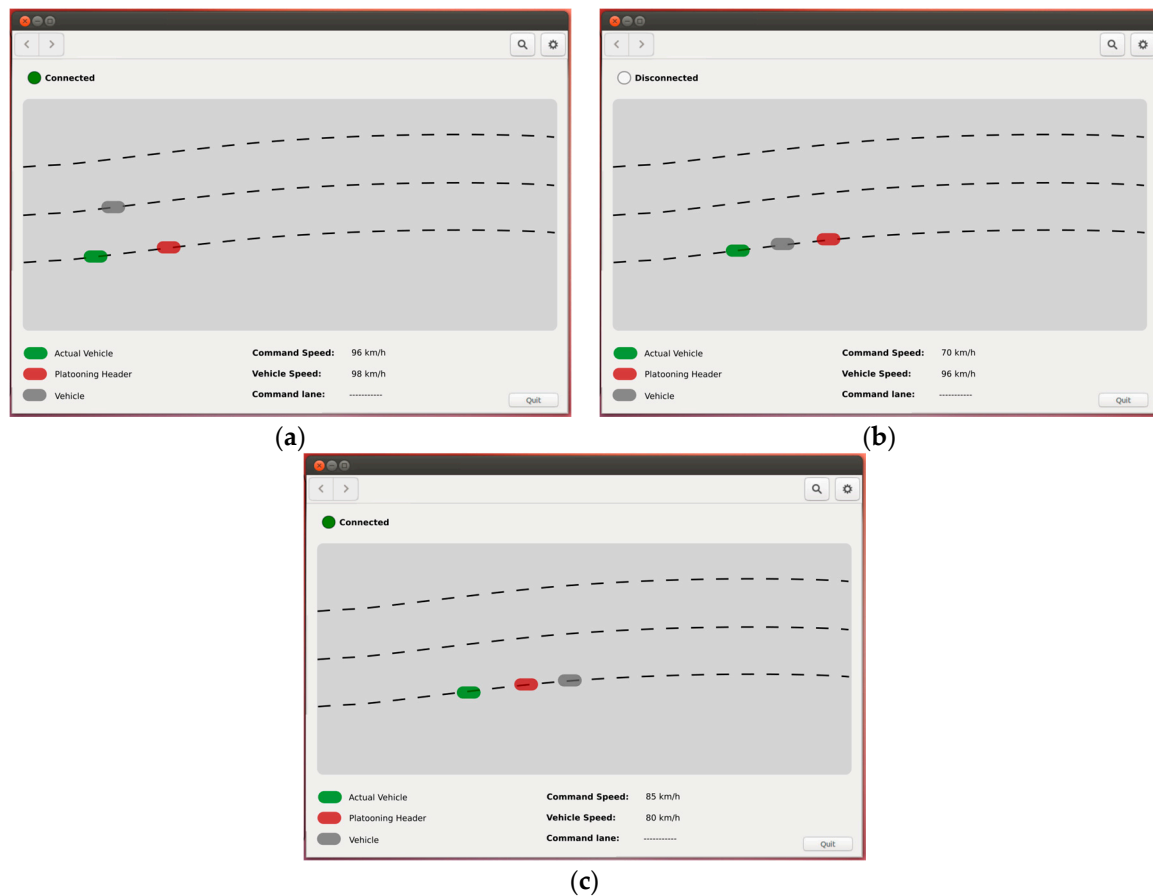 Connected
Actual Vehicle
Platooning Header
Vehicle
Command Speed: 96 km/h
Vehicle Speed: 98 km/h
Command lane: -----------
Quit
(a)
Disconnected
Actual Vehicle
Platooning Header
Vehicle
Command Speed: 70 km/h
Vehicle Speed: 96 km/h
Command lane: -----------
Quit
(b)
Connected
Actual Vehicle
Platooning Header
Vehicle
Command Speed: 85 km/h
Vehicle Speed: 80 km/h
Command lane: -----------
Quit
(c)